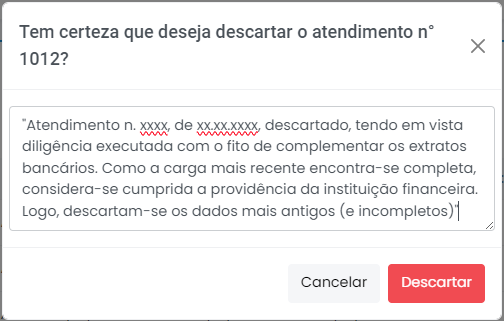 Tem certeza que deseja descartar o atendimento n°
1012?
"Atendimento n. xxxx, de xx.xx.xxxx, descartado, tendo em vista
diligência executada com o fito de complementar os extratos
bancários. Como a carga mais recente encontra-se completa,
considera-se cumprida a providência da instituição financeira.
Logo, descartam-se os dados mais antigos (e incompletos)"
Cancelar
Descartar